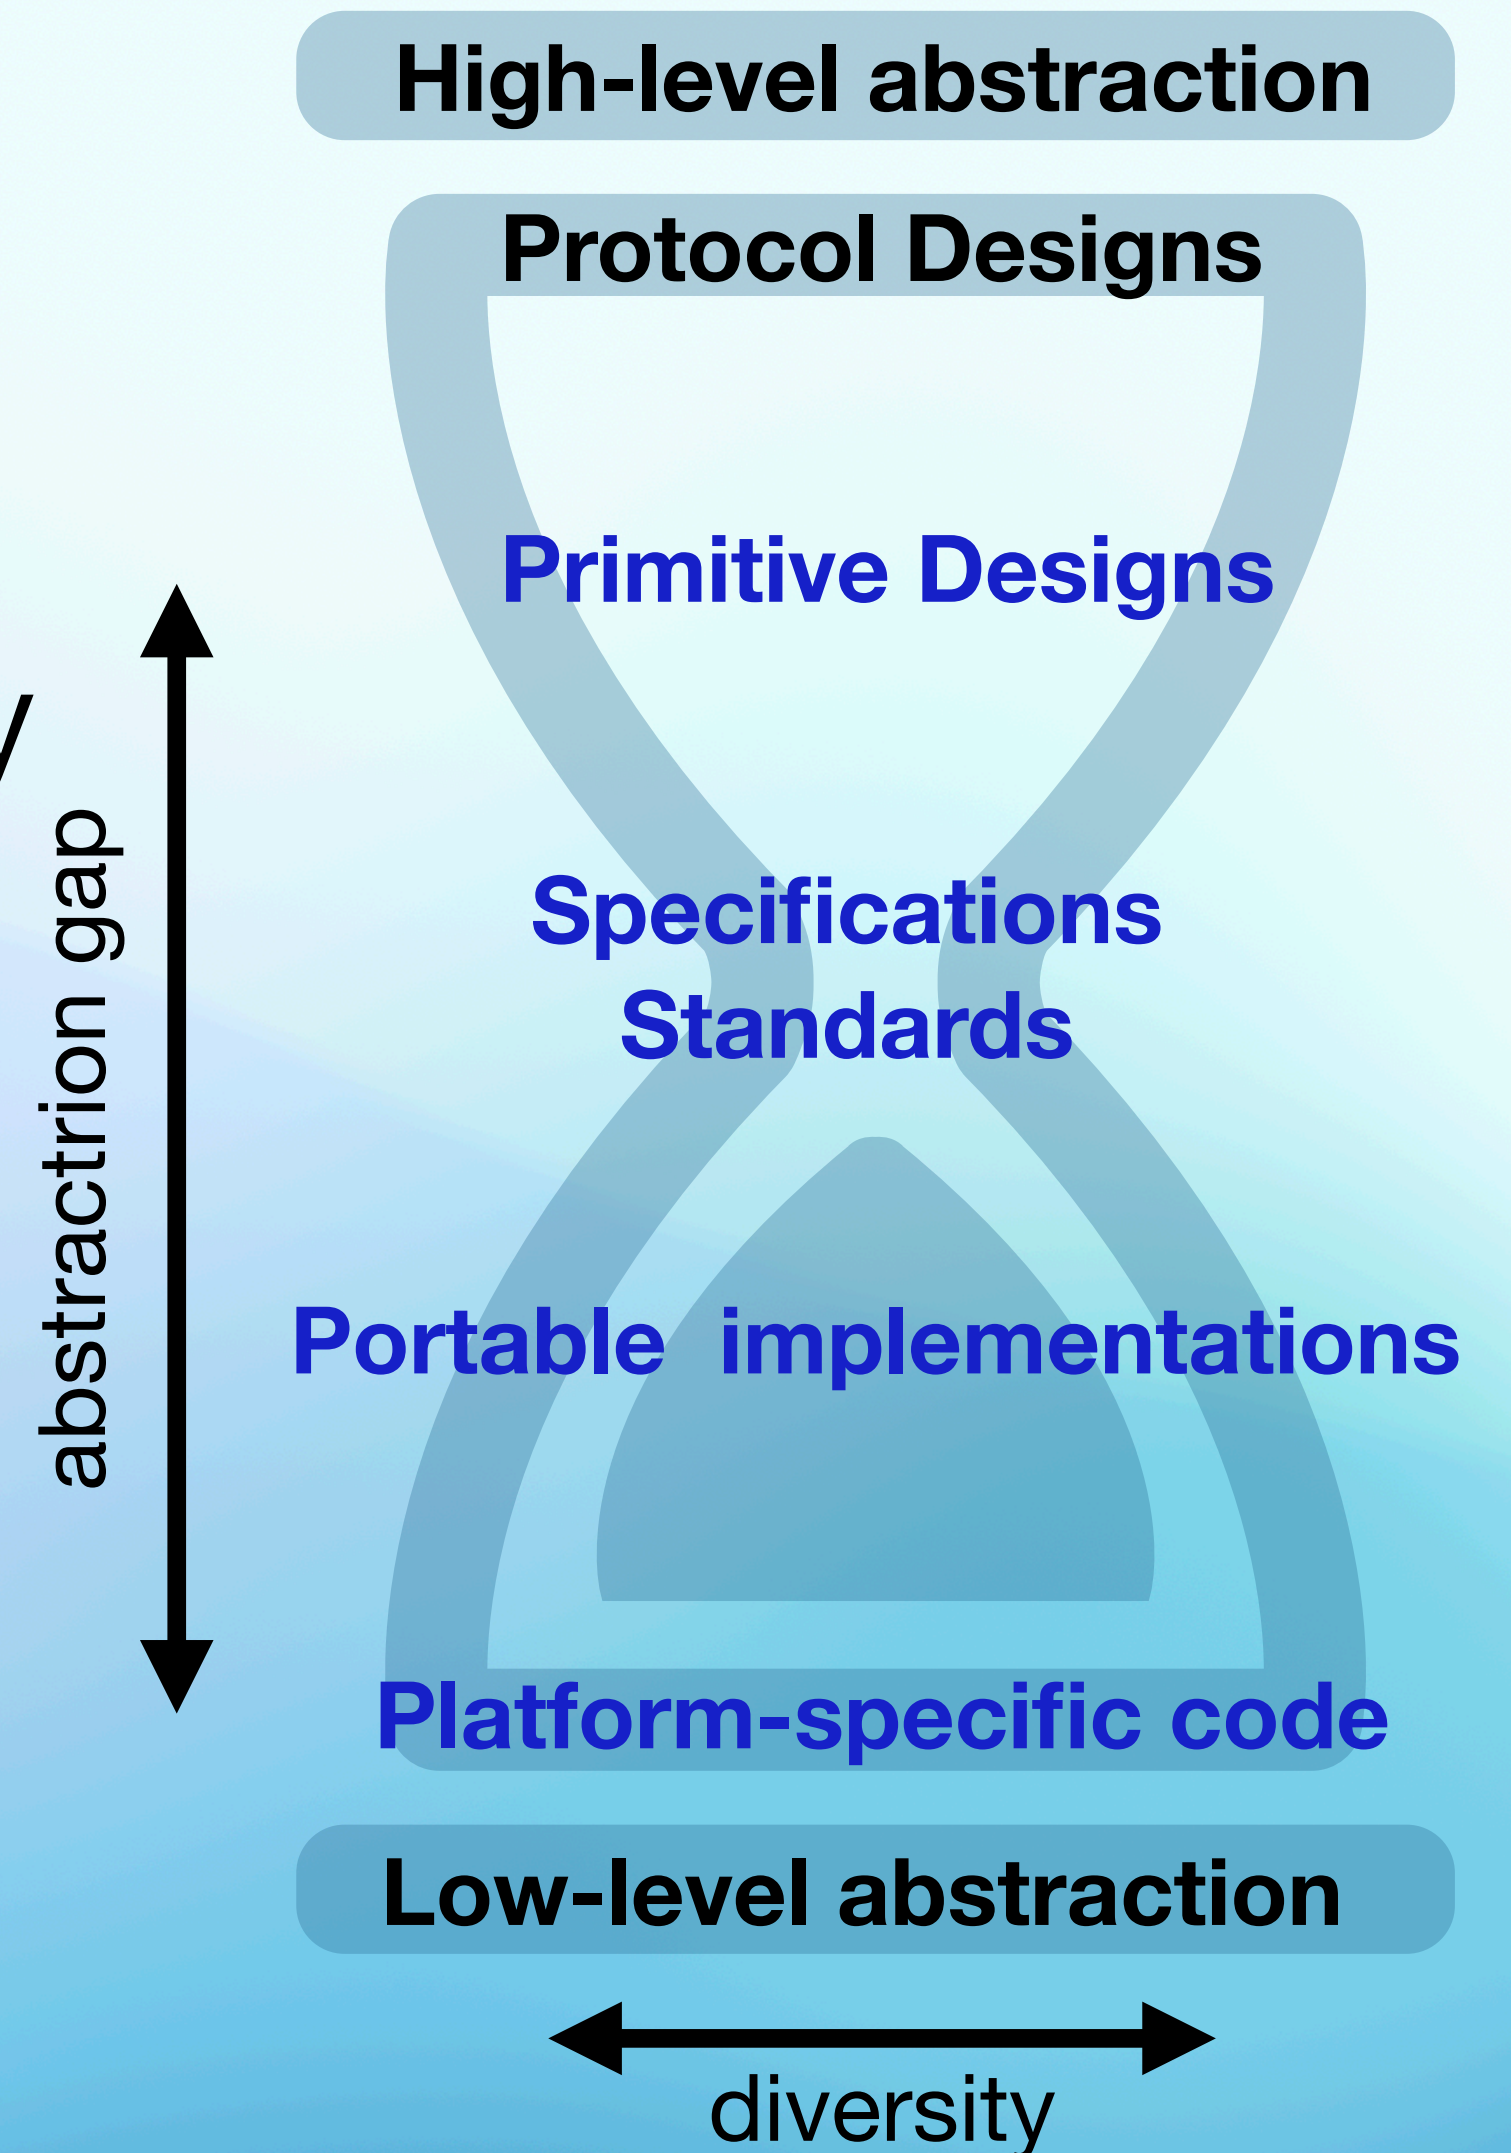 High-level abstraction
Protocol Designs
Primitive Designs
abstractrion gap
Specifications
Standards
Portable  implementations
Platform-specific code
Low-level abstraction
diversity